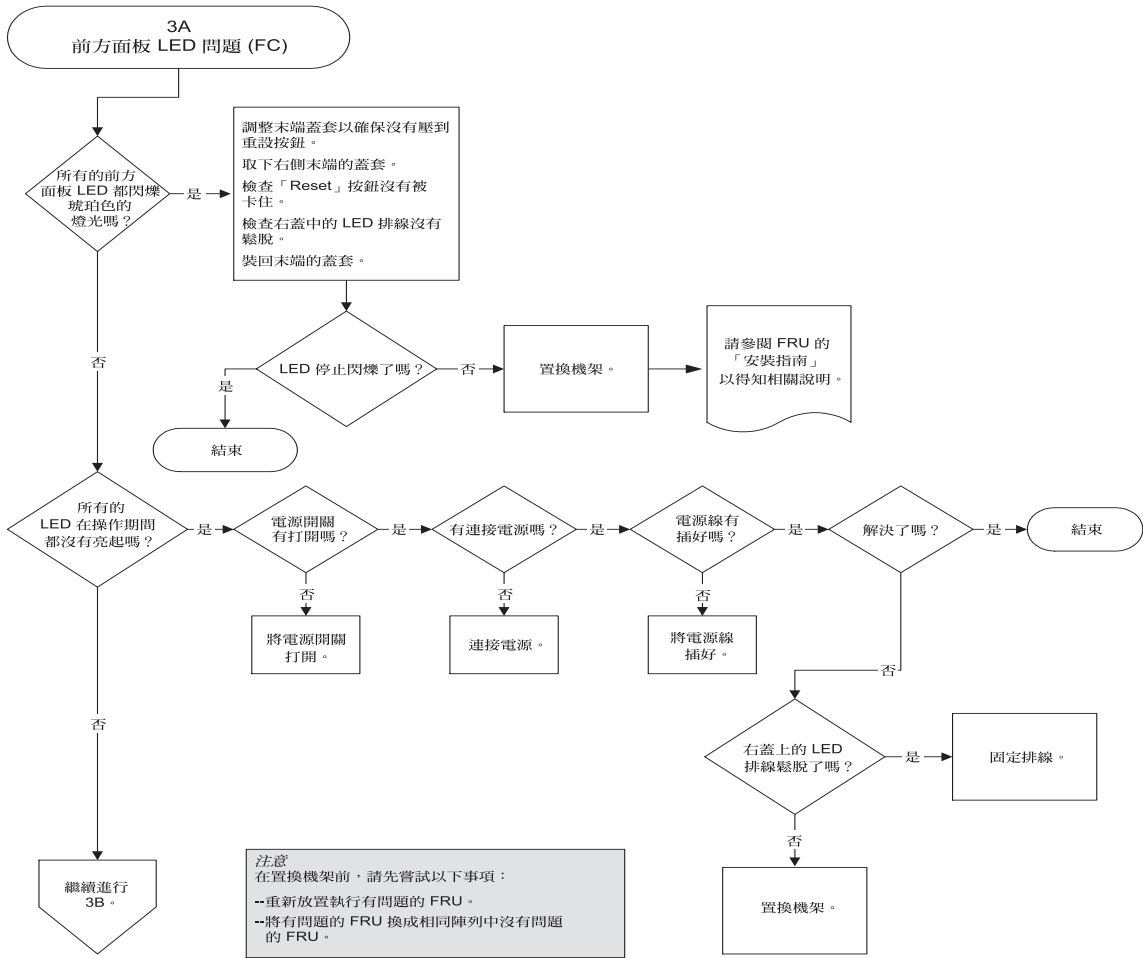 3A
前方面板 LED 問題 (FC)
所有的前方
面板 LED 都閃爍
琥珀色的
燈光嗎？
是
調整末端蓋套以確保沒有壓到
重設按鈕。
取下右側末端的蓋套。
檢查「Reset」按鈕沒有被
卡住。
檢查右蓋中的 LED 排線沒有
鬆脫。
裝回末端的蓋套。
否
LED 停止閃爍了嗎？
否
置換機架。
請參閱 FRU 的
「安裝指南」
以得知相關說明。
是
結束
所有的
LED 在操作期間
都沒有亮起嗎？
是
電源開關
有打開嗎？
是
有連接電源嗎？
是
電源線有
插好嗎？
是
解決了嗎？
是
結束
否
將電源開關
打開。
否
連接電源。
否
將電源線
插好。
否
否
右蓋上的 LED
排線鬆脫了嗎？
是
固定排線。
否
置換機架。
繼續進行
3B。
注意
在置換機架前，請先嘗試以下事項：
--重新放置執行有問題的 FRU。
--將有問題的 FRU 換成相同陣列中沒有問題
的 FRU。